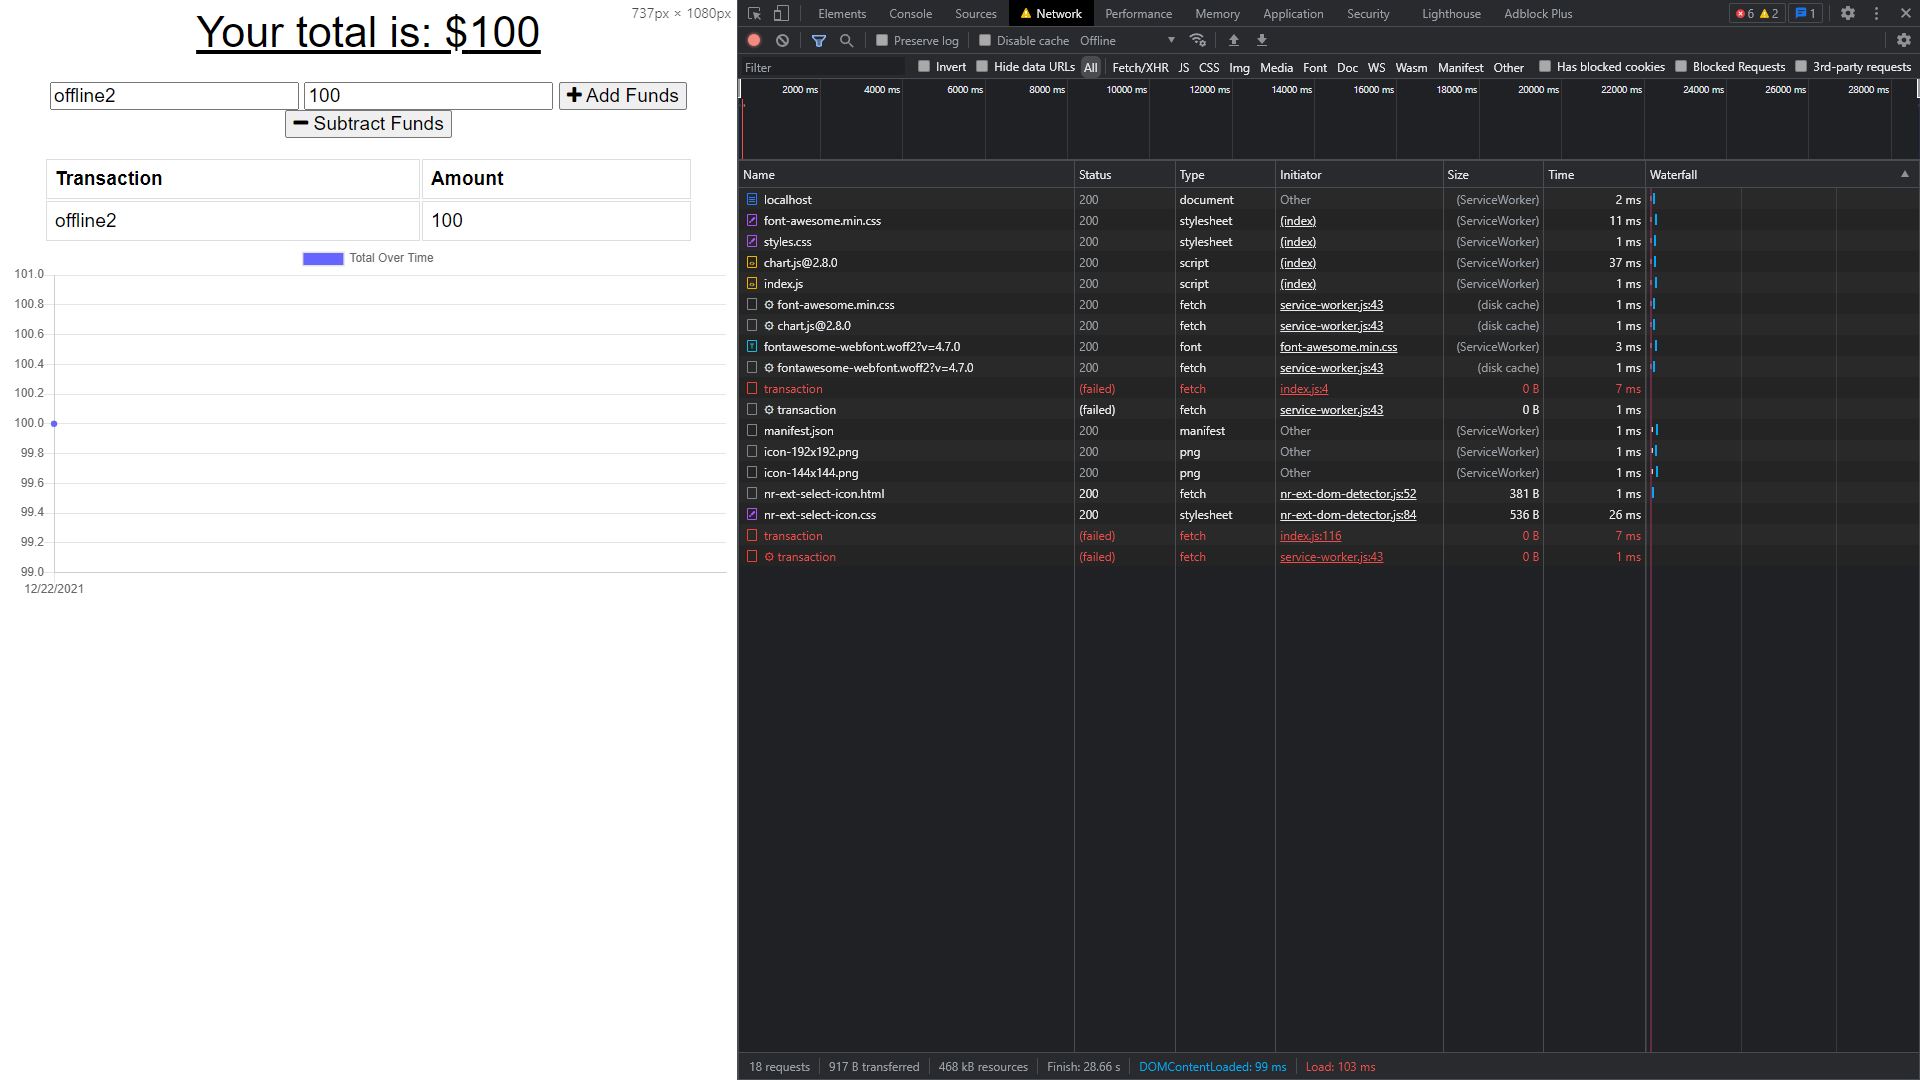 Your total is: $100
737px × 1080px
offline2 100 Add Funds
Subtract Funds
Transaction Amount
offline2 100
Total Over Time
101.0
100.8
100.6
100.4
100.2
100.0
99.8
99.6
99.4
99.2
99.0
12/22/2021
Elements Console Sources Network Performance Memory Application Security Lighthouse Adblock Plus 6 2 1
Preserve log Disable cache Offline
Filter Invert Hide data URLs All Fetch/XHR JS CSS Img Media Font Doc WS Wasm Manifest Other Has blocked cookies Blocked Requests 3rd-party requests
2000 ms 4000 ms 6000 ms 8000 ms 10000 ms 12000 ms 14000 ms 16000 ms 18000 ms 20000 ms 22000 ms 24000 ms 26000 ms 28000 ms
Name Status Type Initiator Size Time Waterfall
localhost 200 document Other (ServiceWorker) 2 ms
font-awesome.min.css 200 stylesheet (index) (ServiceWorker) 11 ms
styles.css 200 stylesheet (index) (ServiceWorker) 1 ms
chart.js@2.8.0 200 script (index) (ServiceWorker) 37 ms
index.js 200 script (index) (ServiceWorker) 1 ms
font-awesome.min.css 200 fetch service-worker.js:43 (disk cache) 1 ms
chart.js@2.8.0 200 fetch service-worker.js:43 (disk cache) 1 ms
fontawesome-webfont.woff2?v=4.7.0 200 font font-awesome.min.css (ServiceWorker) 3 ms
fontawesome-webfont.woff2?v=4.7.0 200 fetch service-worker.js:43 (disk cache) 1 ms
transaction (failed) fetch index.js:4 0 B 7 ms
transaction (failed) fetch service-worker.js:43 0 B 1 ms
manifest.json 200 manifest Other (ServiceWorker) 1 ms
icon-192x192.png 200 png Other (ServiceWorker) 1 ms
icon-144x144.png 200 png Other (ServiceWorker) 1 ms
nr-ext-select-icon.html 200 fetch nr-ext-dom-detector.js:52 381 B 1 ms
nr-ext-select-icon.css 200 stylesheet nr-ext-dom-detector.js:84 536 B 26 ms
transaction (failed) fetch index.js:116 0 B 7 ms
transaction (failed) fetch service-worker.js:43 0 B 1 ms
18 requests 917 B transferred 468 kB resources Finish: 28.66 s DOMContentLoaded: 99 ms Load: 103 ms